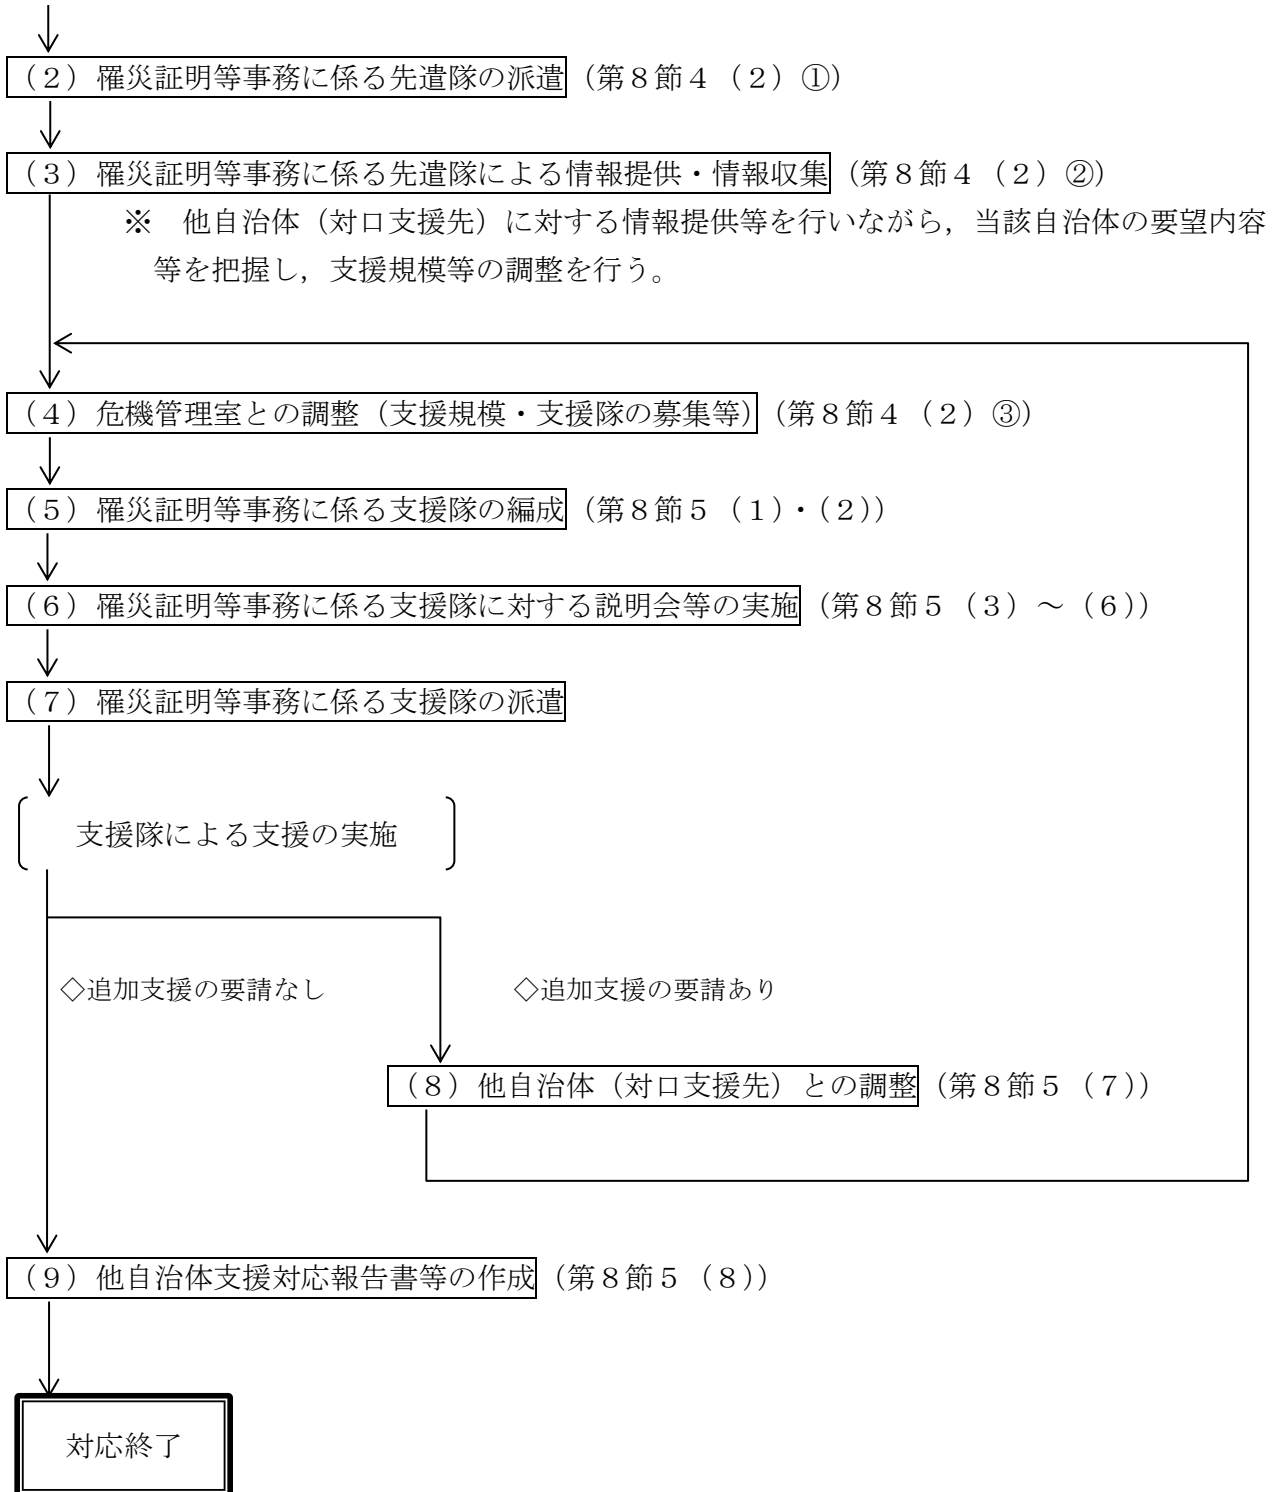 （２）罹災証明等事務に係る先遣隊の派遣（第８節４（２）①）
（３）罹災証明等事務に係る先遣隊による情報提供・情報収集（第８節４（２）②）
※　他自治体（対口支援先）に対する情報提供等を行いながら，当該自治体の要望内容
等を把握し，支援規模等の調整を行う。
（４）危機管理室との調整（支援規模・支援隊の募集等）（第８節４（２）③）
（５）罹災証明等事務に係る支援隊の編成（第８節５（１）・（２））
（６）罹災証明等事務に係る支援隊に対する説明会等の実施（第８節５（３）～（６））
（７）罹災証明等事務に係る支援隊の派遣
支援隊による支援の実施
◇追加支援の要請なし
◇追加支援の要請あり
（８）他自治体（対口支援先）との調整（第８節５（７））
（９）他自治体支援対応報告書等の作成（第８節５（８））
対応終了